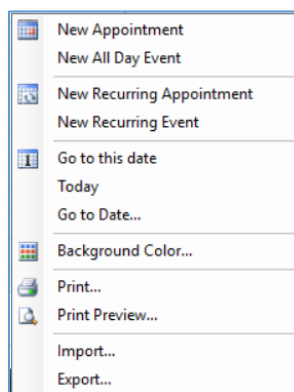 New Appointment
New All Day Event
New Recurring Appointment
New Recurring Event
Go to this date
Today
Go to Date...
Background Color...
Print...
Print Preview...
Import...
Export...